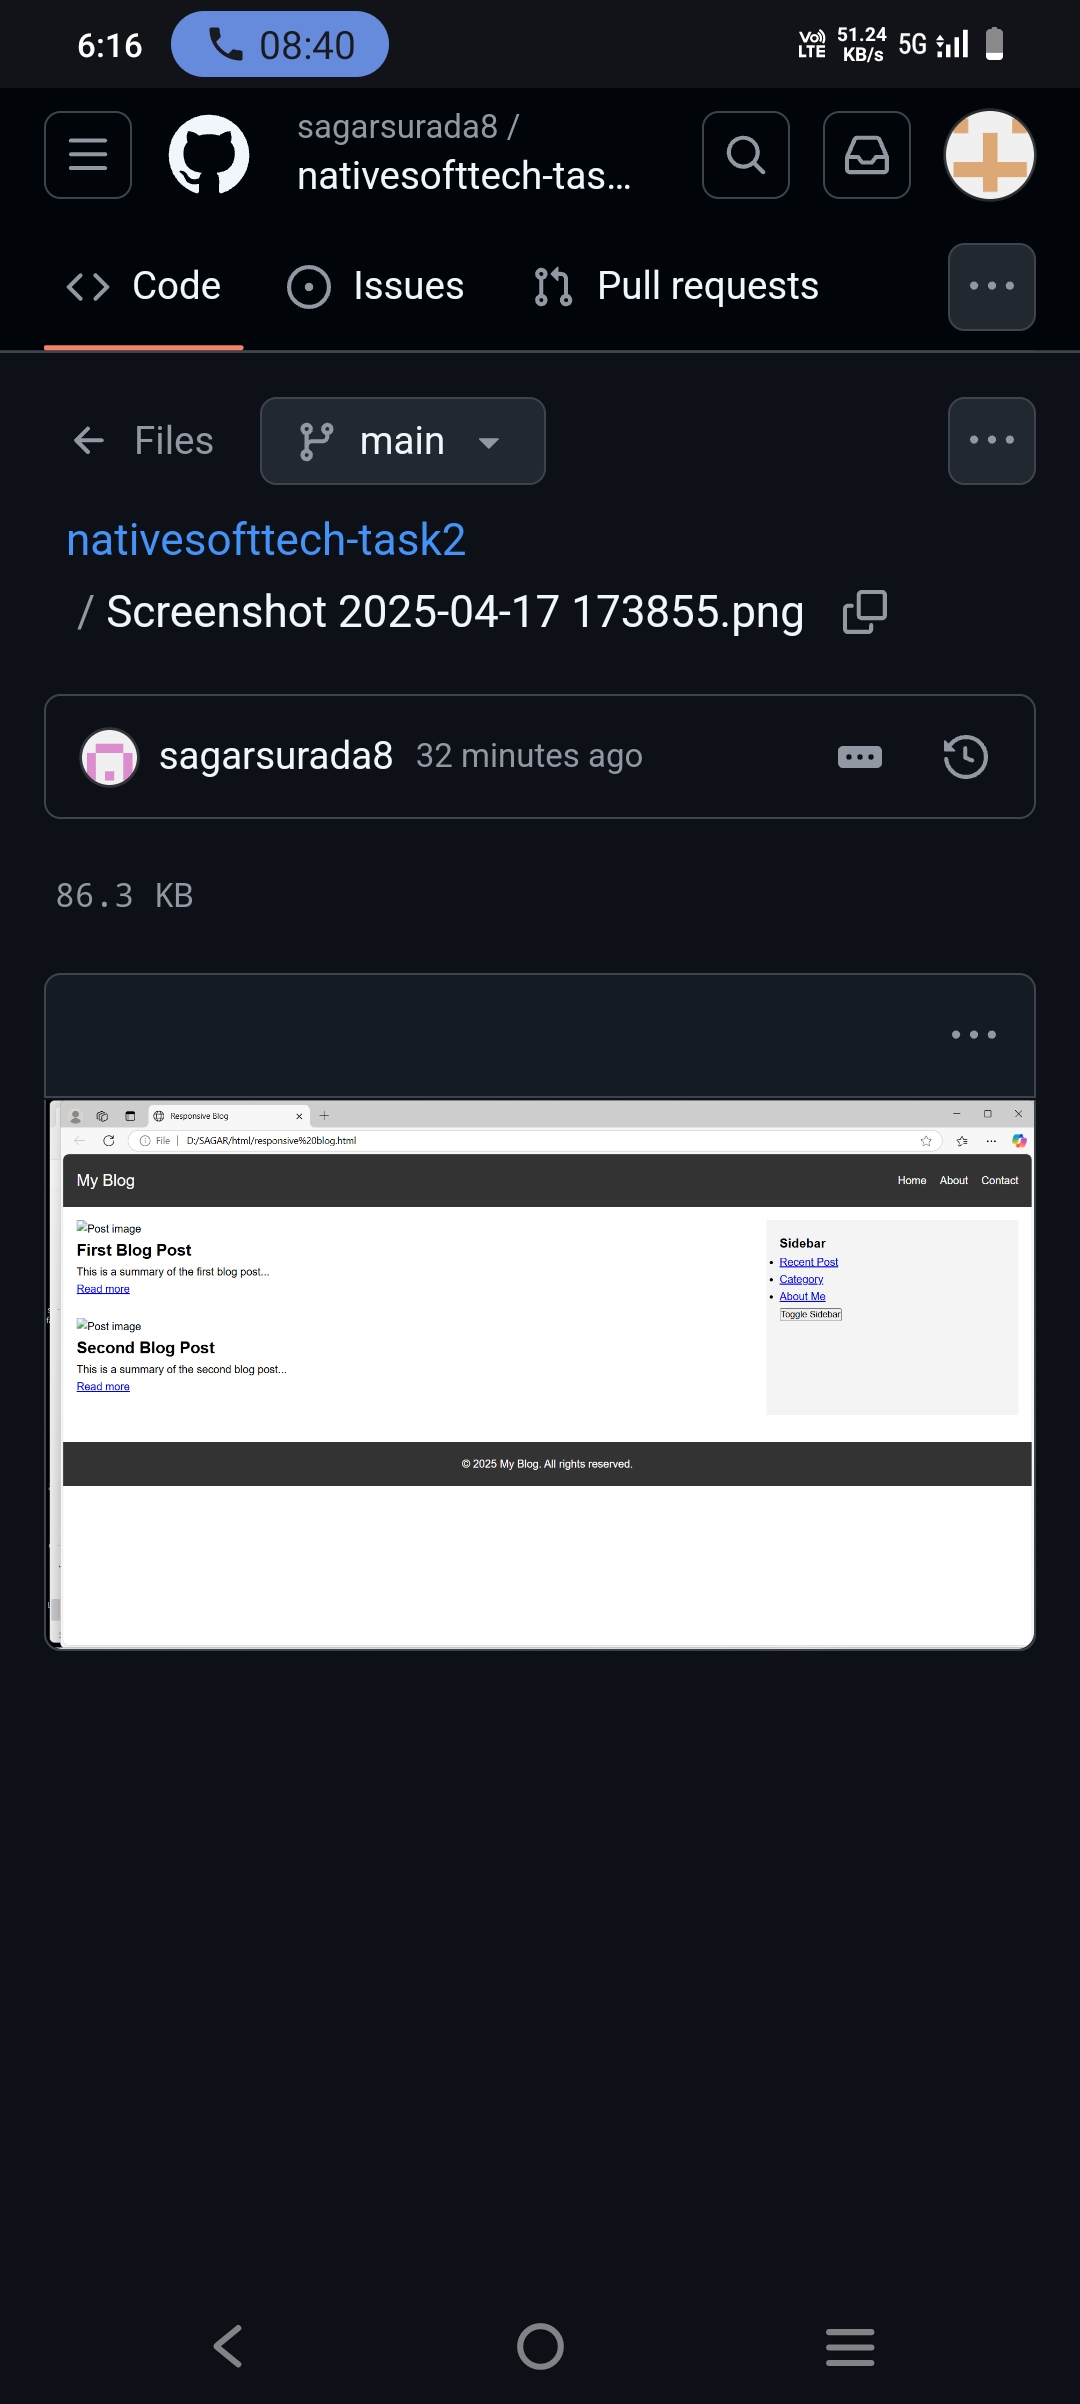 6:16
08:40
Vo) LTE
51.24 KB/s
5G
sagarsurada8 /
nativesofttech-tas...
Code
Issues
Pull requests
Files
main
nativesofttech-task2
/ Screenshot 2025-04-17 173855.png
sagarsurada8 32 minutes ago
86.3 KB
Responsive Blog
File | D:/SAGAR/html/responsive%20blog.html
My Blog
Home About Contact
Post image
First Blog Post
This is a summary of the first blog post...
Read more
Post image
Second Blog Post
This is a summary of the second blog post...
Read more
Sidebar
Recent Post
Category
About Me
Toggle Sidebar
© 2025 My Blog. All rights reserved.